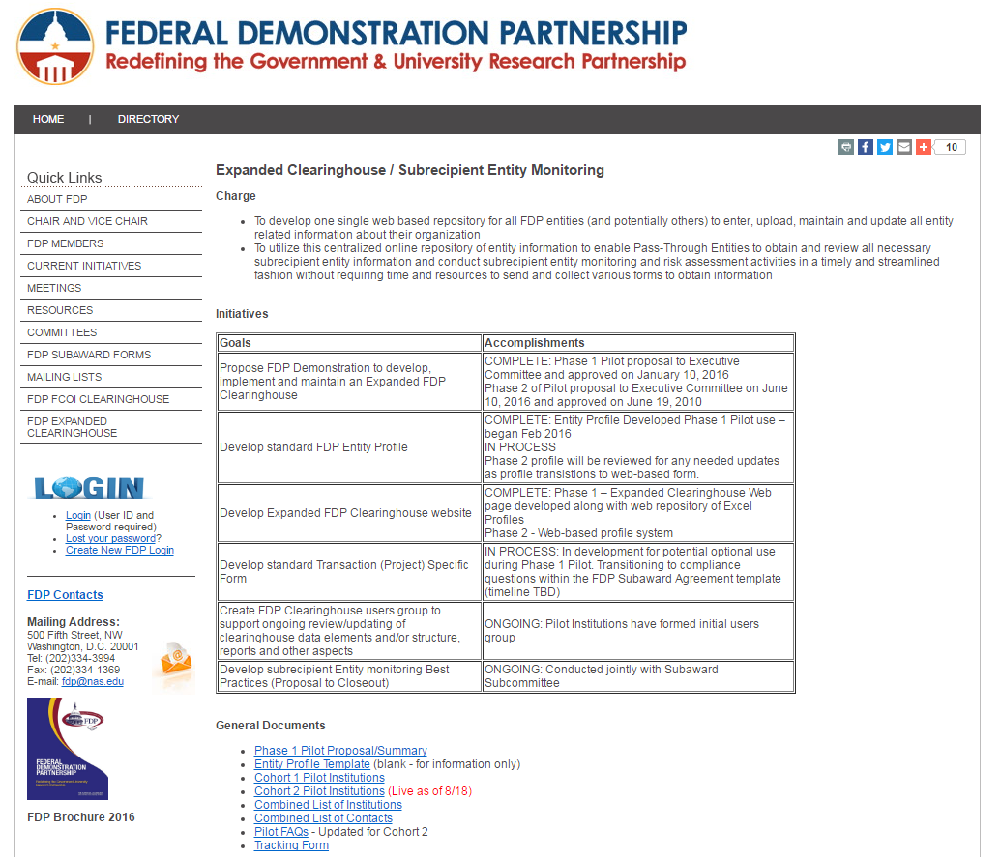 FEDERAL DEMONSTRATION PARTNERSHIP
Redefining the Government & University Research Partnership
HOME | DIRECTORY
10
Quick Links
ABOUT FDP
CHAIR AND VICE CHAIR
FDP MEMBERS
CURRENT INITIATIVES
MEETINGS
RESOURCES
COMMITTEES
FDP SUBAWARD FORMS
MAILING LISTS
FDP FCOI CLEARINGHOUSE
FDP EXPANDED
CLEARINGHOUSE
LOGIN
Login (User ID and
Password required)
Lost your password?
Create New FDP Login
FDP Contacts
Mailing Address:
500 Fifth Street, NW
Washington, D.C. 20001
Tel: (202)334-3994
Fax: (202)334-1369
E-mail: fdp@nas.edu
FDP
FEDERAL
DEMONSTRATION
PARTNERSHIP
FDP Brochure 2016
Expanded Clearinghouse / Subrecipient Entity Monitoring
Charge
To develop one single web based repository for all FDP entities (and potentially others) to enter, upload, maintain and update all entity
related information about their organization
To utilize this centralized online repository of entity information to enable Pass-Through Entities to obtain and review all necessary
subrecipient entity information and conduct subrecipient entity monitoring and risk assessment activities in a timely and streamlined
fashion without requiring time and resources to send and collect various forms to obtain information
Initiatives
Goals
Accomplishments
Propose FDP Demonstration to develop,
implement and maintain an Expanded FDP
Clearinghouse
COMPLETE: Phase 1 Pilot proposal to Executive
Committee and approved on January 10, 2016
Phase 2 of Pilot proposal to Executive Committee on June
10, 2016 and approved on June 19, 2010
Develop standard FDP Entity Profile
COMPLETE: Entity Profile Developed Phase 1 Pilot use –
began Feb 2016
IN PROCESS
Phase 2 profile will be reviewed for any needed updates
as profile transistions to web-based form.
Develop Expanded FDP Clearinghouse website
COMPLETE: Phase 1 – Expanded Clearinghouse Web
page developed along with web repository of Excel
Profiles
Phase 2 - Web-based profile system
Develop standard Transaction (Project) Specific
Form
IN PROCESS: In development for potential optional use
during Phase 1 Pilot. Transitioning to compliance
questions within the FDP Subaward Agreement template
(timeline TBD)
Create FDP Clearinghouse users group to
support ongoing review/updating of
clearinghouse data elements and/or structure,
reports and other aspects
ONGOING: Pilot Institutions have formed initial users
group
Develop subrecipient Entity monitoring Best
Practices (Proposal to Closeout)
ONGOING: Conducted jointly with Subaward
Subcommittee
General Documents
Phase 1 Pilot Proposal/Summary
Entity Profile Template (blank - for information only)
Cohort 1 Pilot Institutions
Cohort 2 Pilot Institutions (Live as of 8/18)
Combined List of Institutions
Combined List of Contacts
Pilot FAQs - Updated for Cohort 2
Tracking Form